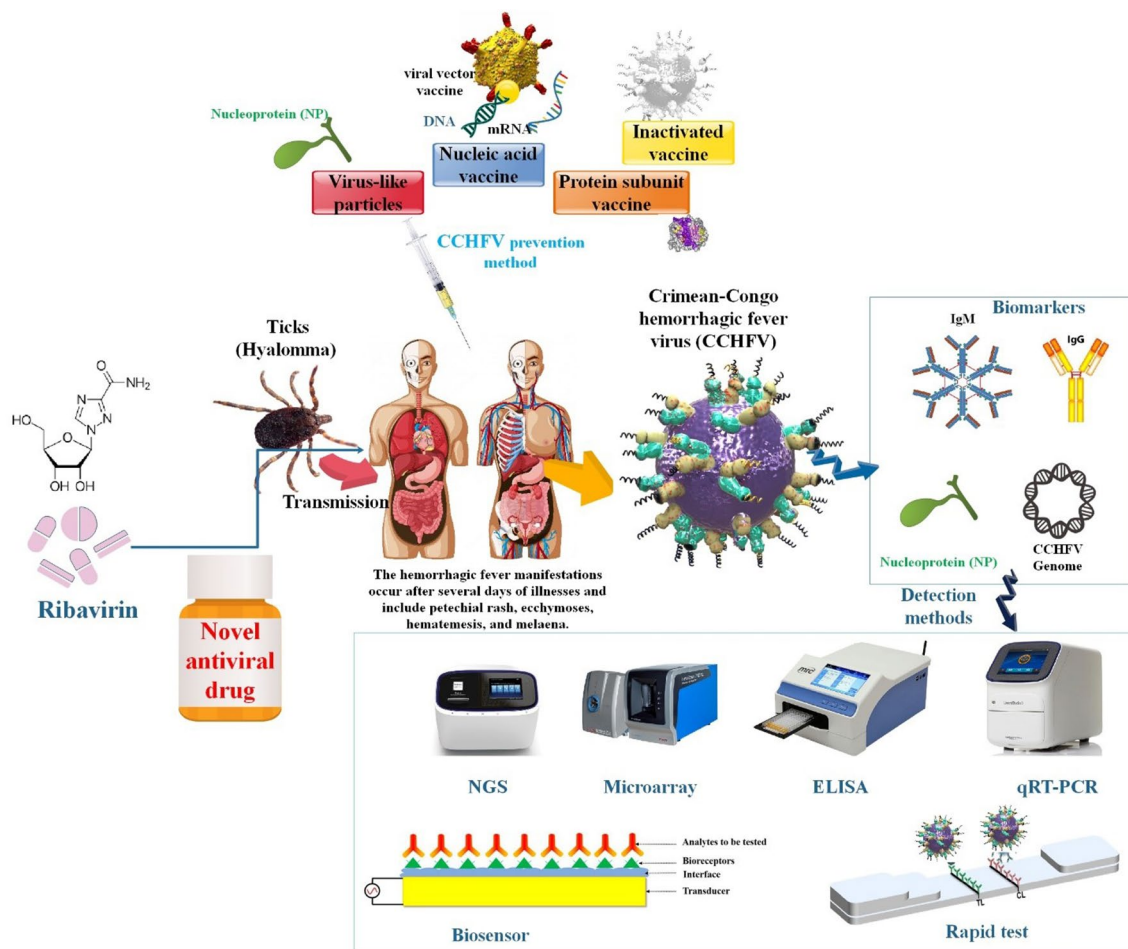 viral vector
vaccine
Nucleoprotein (NP)
DNA
mRNA
Inactivated
vaccine
Nucleic acid
vaccine
Virus-like
particles
Protein subunit
vaccine
CCHFV prevention
method
Crimean-Congo
hemorrhagic fever
virus (CCHFV)
Biomarkers
IgM
IgG
Nucleoprotein (NP)
CCHFV
Genome
Ticks
(Hyalomma)
Transmission
O
NH₂
N
N
N
HO
O
OH
OH
Ribavirin
Novel
antiviral
drug
The hemorrhagic fever manifestations
occur after several days of illnesses and
include petechial rash, ecchymoses,
hematemesis, and melaena.
Detection
methods
mrc
NGS
Microarray
ELISA
qRT-PCR
Analytes to be tested
Bioreceptors
Interface
Transducer
Biosensor
TL
CL
Rapid test